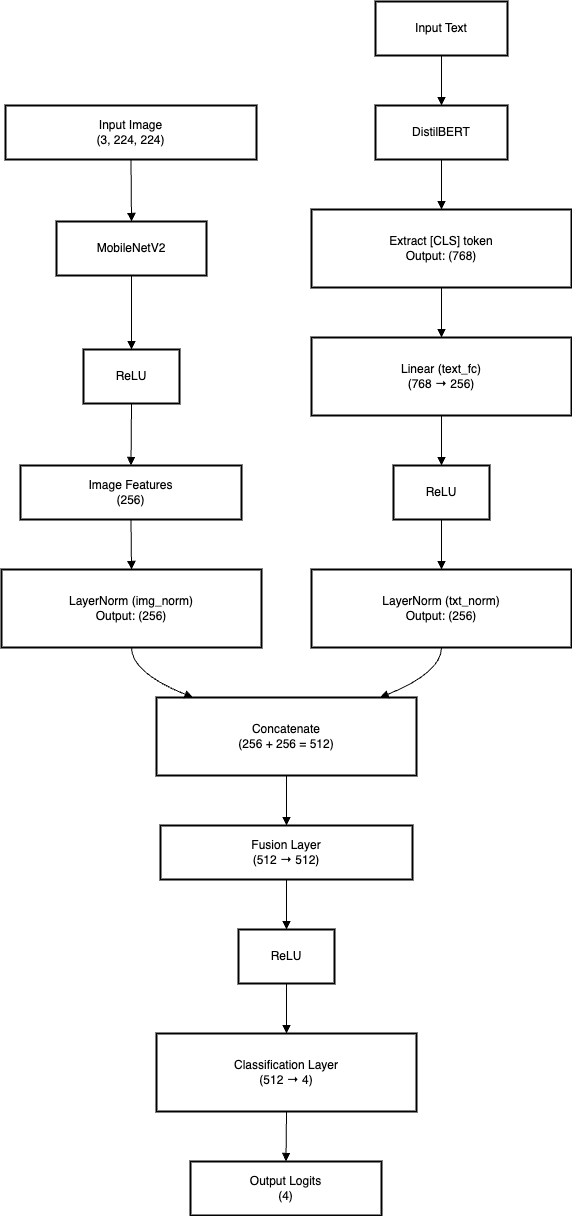 Input Text
Input Image
(3, 224, 224)
DistilBERT
MobileNetV2
Extract [CLS] token
Output: (768)
ReLU
Linear (text_fc)
(768 → 256)
Image Features
(256)
ReLU
LayerNorm (img_norm)
Output: (256)
LayerNorm (txt_norm)
Output: (256)
Concatenate
(256 + 256 = 512)
Fusion Layer
(512 → 512)
ReLU
Classification Layer
(512 → 4)
Output Logits
(4)